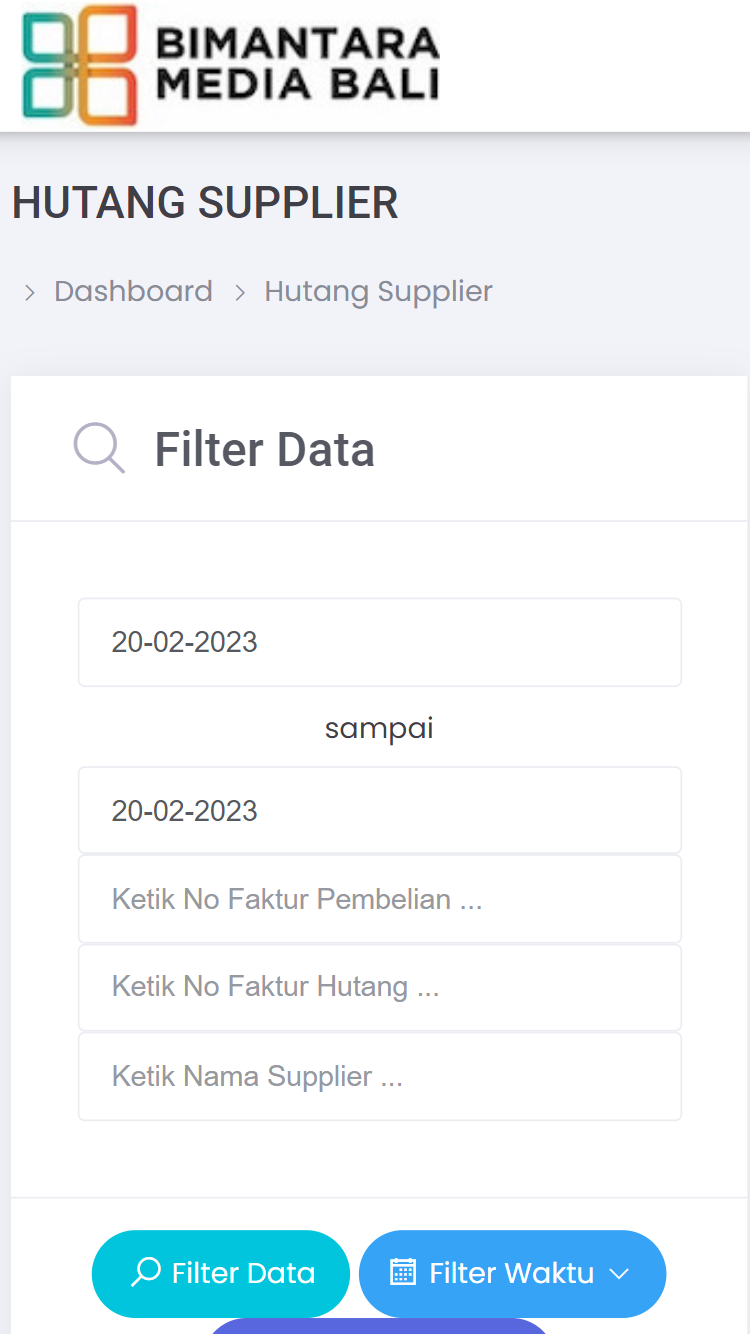 BIMANTARA
MEDIA BALI
HUTANG SUPPLIER
Dashboard > Hutang Supplier
Filter Data
20-02-2023
sampai
20-02-2023
Ketik No Faktur Pembelian ...
Ketik No Faktur Hutang ...
Ketik Nama Supplier ...
Filter Data Filter Waktu